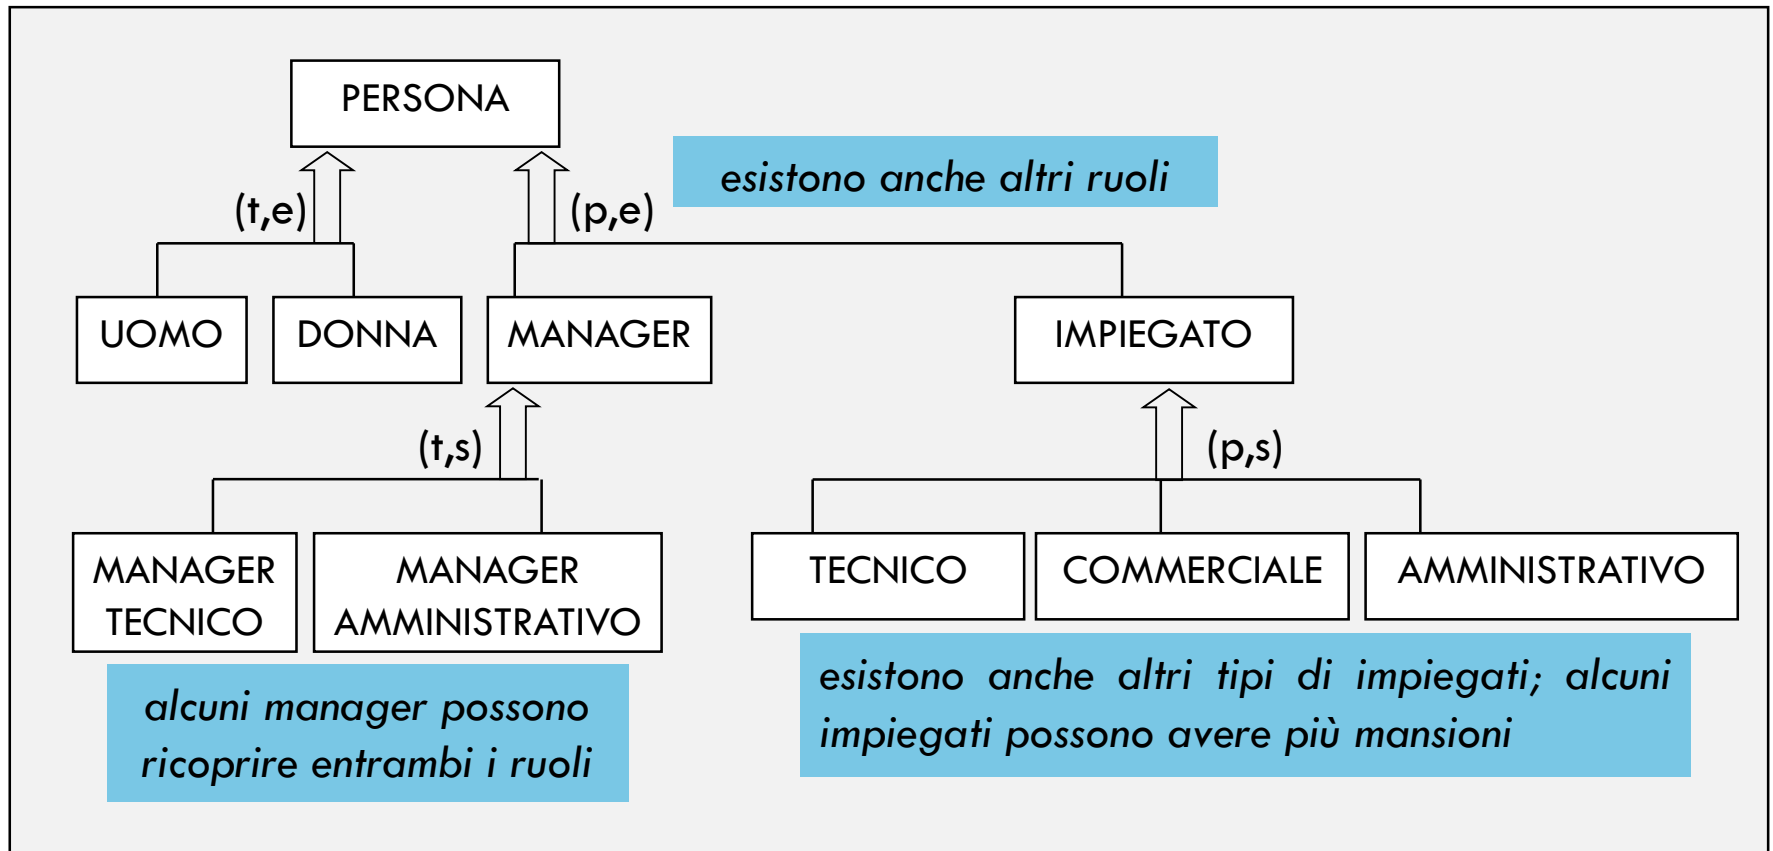 PERSONA
esistono anche altri ruoli
(t,e)
(p,e)
UOMO
DONNA
MANAGER
IMPIEGATO
(t,s)
(p,s)
MANAGER
TECNICO
MANAGER
AMMINISTRATIVO
TECNICO
COMMERCIALE
AMMINISTRATIVO
alcuni manager possono
ricoprire entrambi i ruoli
esistono anche altri tipi di impiegati; alcuni
impiegati possono avere più mansioni